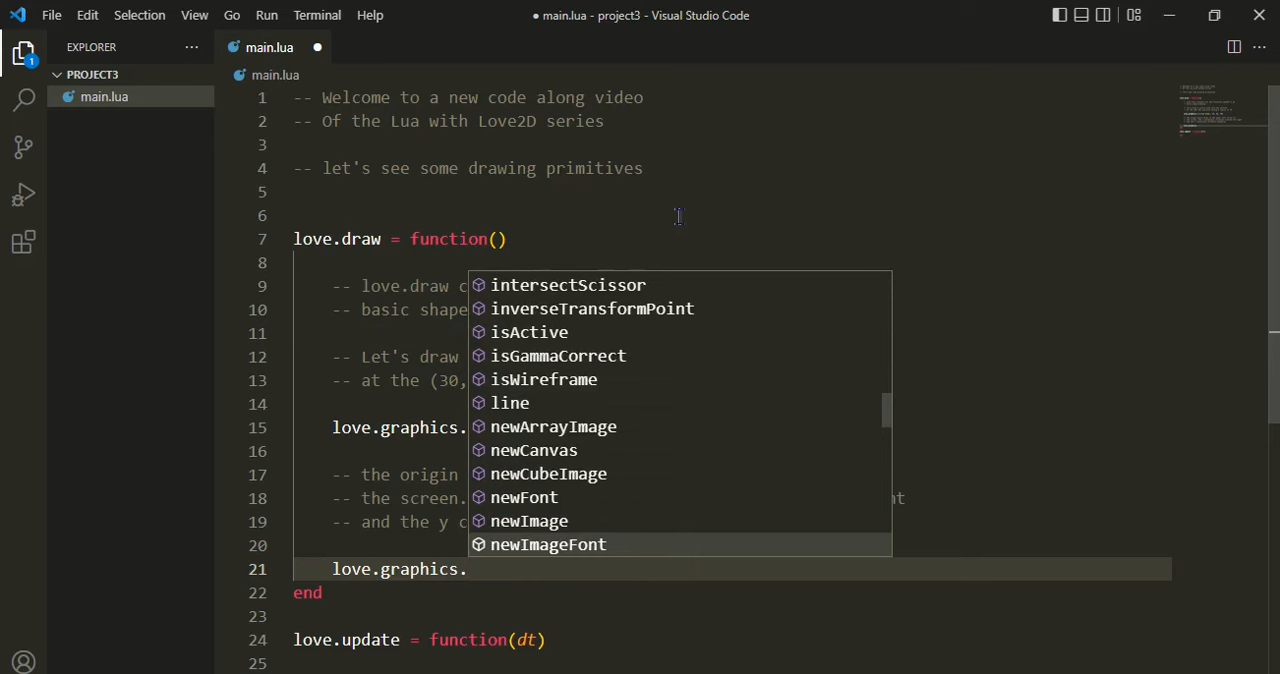 File Edit Selection View Go Run Terminal Help
● main.lua - project3 - Visual Studio Code
1
EXPLORER
PROJECT3
main.lua
main.lua
main.lua
1 -- Welcome to a new code along video
2 -- Of the Lua with Love2D series
3
4 -- let's see some drawing primitives
5
6
7 love.draw = function()
8
9 -- love.draw c
10 -- basic shape
11
12 -- Let's draw
13 -- at the (30,
14
15 love.graphics.
16
17 -- the origin
18 -- the screen. nt
19 -- and the y c
20
21 love.graphics.
22 end
23
24 love.update = function(dt)
25
intersectScissor
inverseTransformPoint
isActive
isGammaCorrect
isWireframe
line
newArrayImage
newCanvas
newCubeImage
newFont
newImage
newImageFont